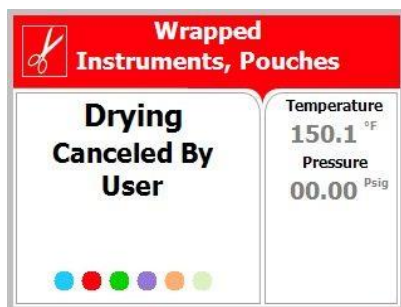 Wrapped
Instruments, Pouches
Drying
Canceled By
User
Temperature
150.1 °F
Pressure
00.00 Psig